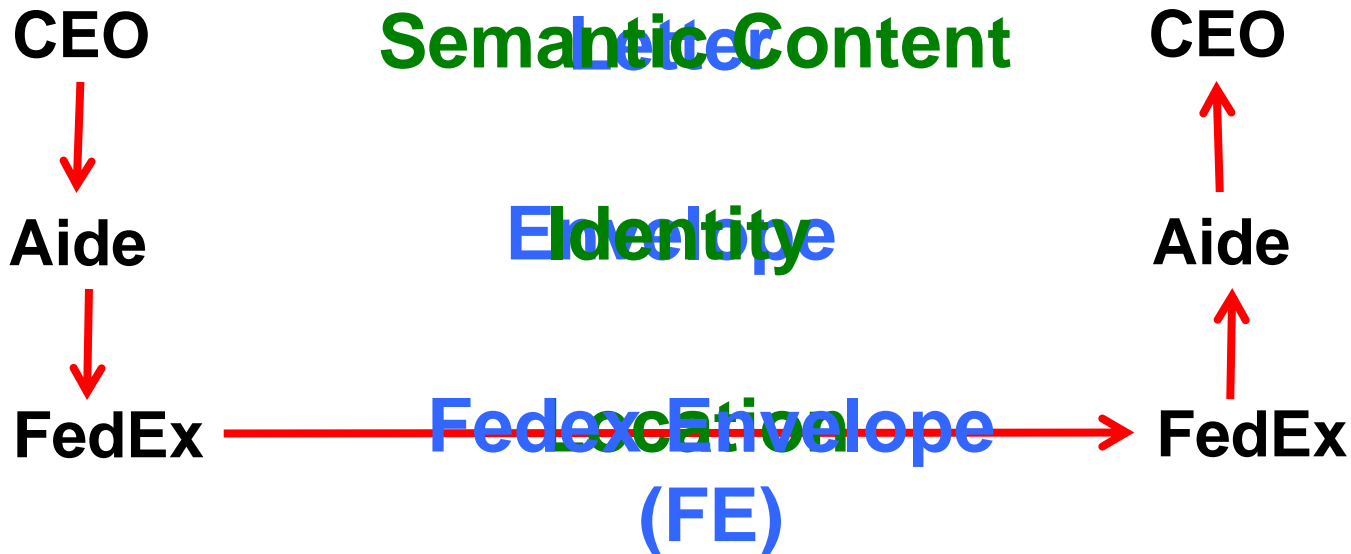 CEO
Semantic Content
Letter
CEO
Aide
Envelope
Identity
Aide
FedEx
Fedex Envelope
(FE)
Location
FedEx